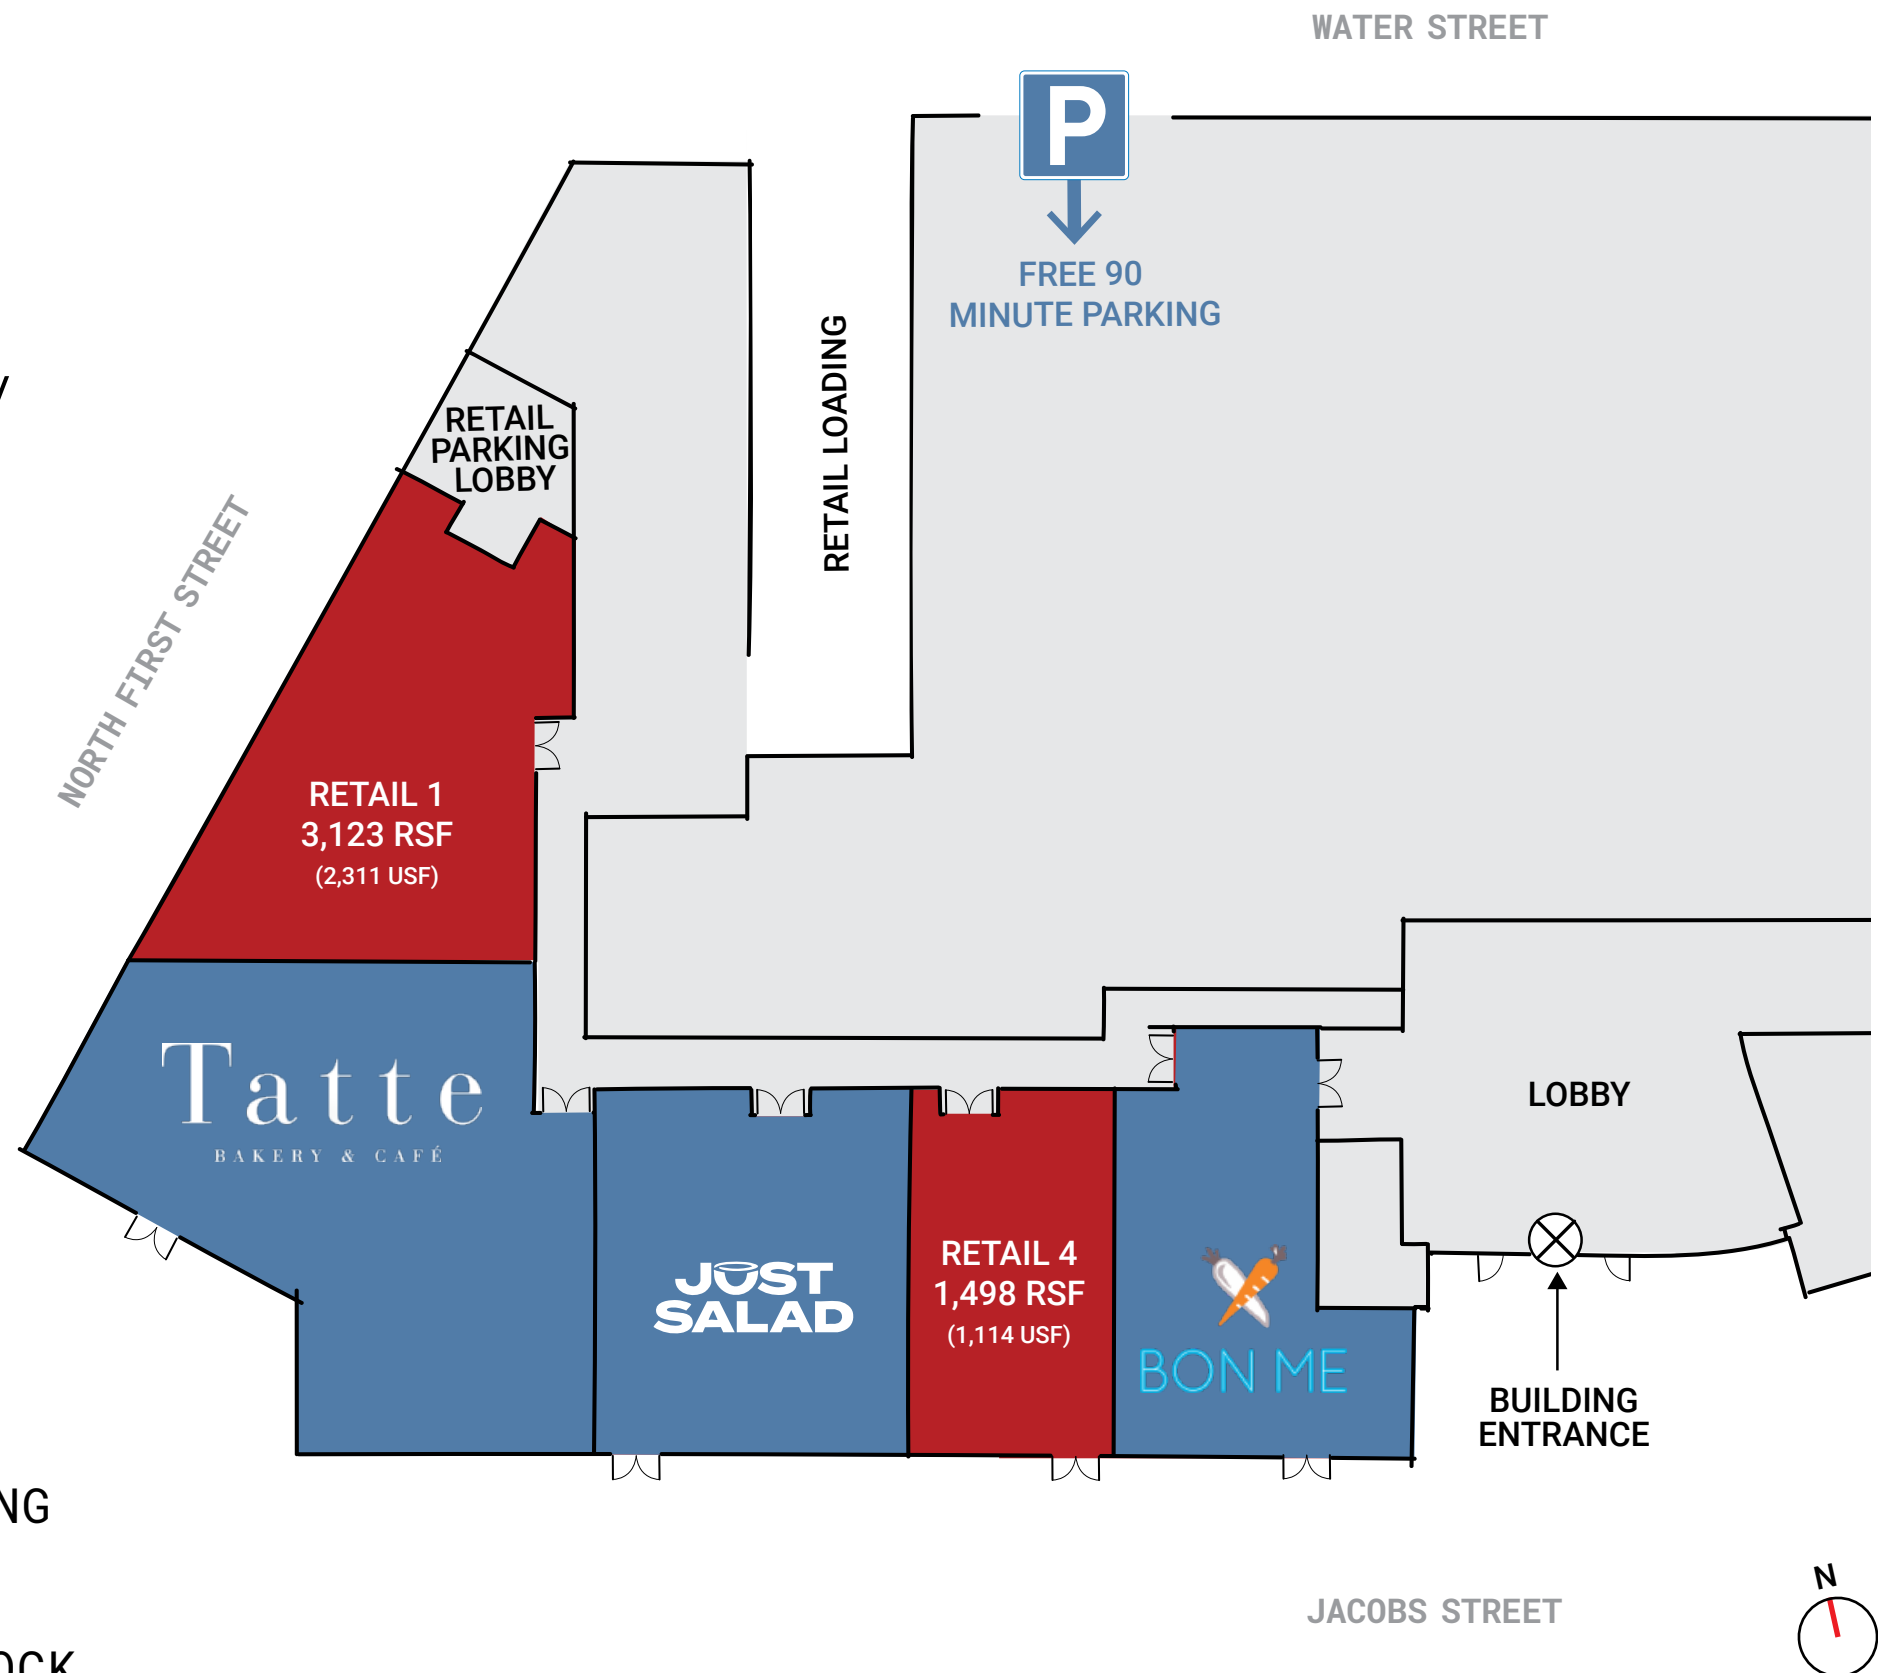 WATER STREET
P
FREE 90
MINUTE PARKING
RETAIL LOADING
RETAIL
PARKING
LOBBY
NORTH FIRST STREET
RETAIL 1
3,123 RSF
(2,311 USF)
Tatte
BAKERY & CAFÉ
JUST
SALAD
RETAIL 4
1,498 RSF
(1,114 USF)
BON ME
LOBBY
BUILDING
ENTRANCE
NG
JACOBS STREET
N
OCK